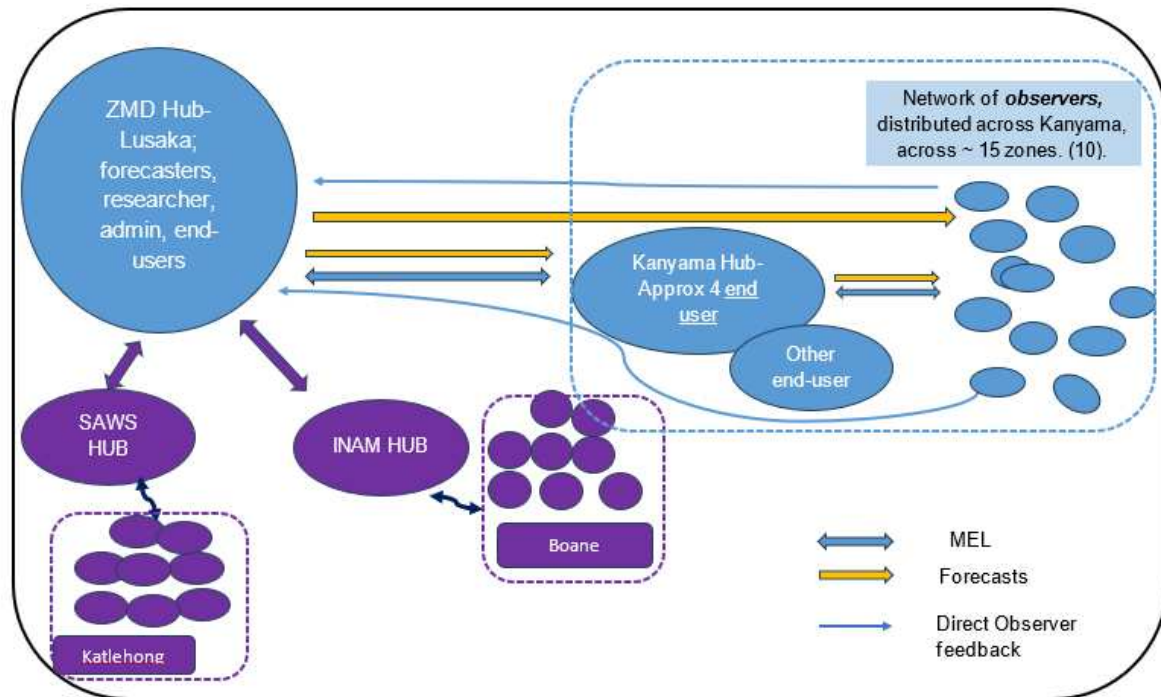 ZMD Hub-
Lusaka;
forecasters,
researcher,
admin, end-
users
Network of observers,
distributed across Kanyama,
across ~ 15 zones. (10).
Kanyama Hub-
Approx 4 end
user
Other
end-user
SAWS
HUB
INAM HUB
Boane
Katlehong
MEL
Forecasts
Direct Observer
feedback